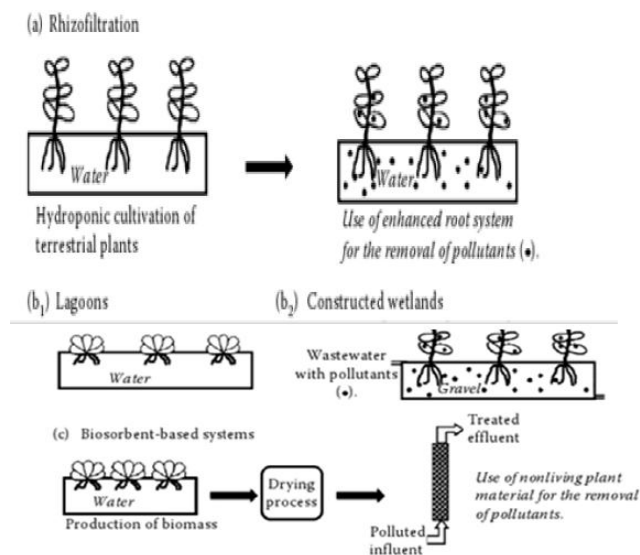 (a) Rhizofiltration
Water
Hydroponic cultivation of
terrestrial plants
Water
Use of enhanced root system
for the removal of pollutants (•).
(b₁) Lagoons
Water
(b₂) Constructed wetlands
Wastewater
with pollutants
(•).
Gravel
(c) Biosorbent-based systems
Water
Production of biomass
Drying
process
Treated
effluent
Polluted
influent
Use of nonliving plant
material for the removal
of pollutants.